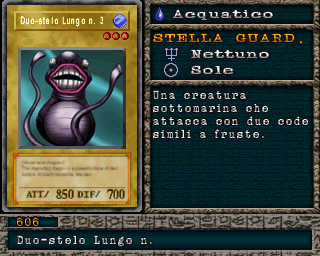 Duo-stelo Lungo n. 3
ATT/ 850 DIF/ 700
Acquatico
STELLA GUARD.
Nettuno
Sole
Una creatura
sottomarina che
attacca con due code
simili a fruste.
606
Duo-stelo Lungo n.